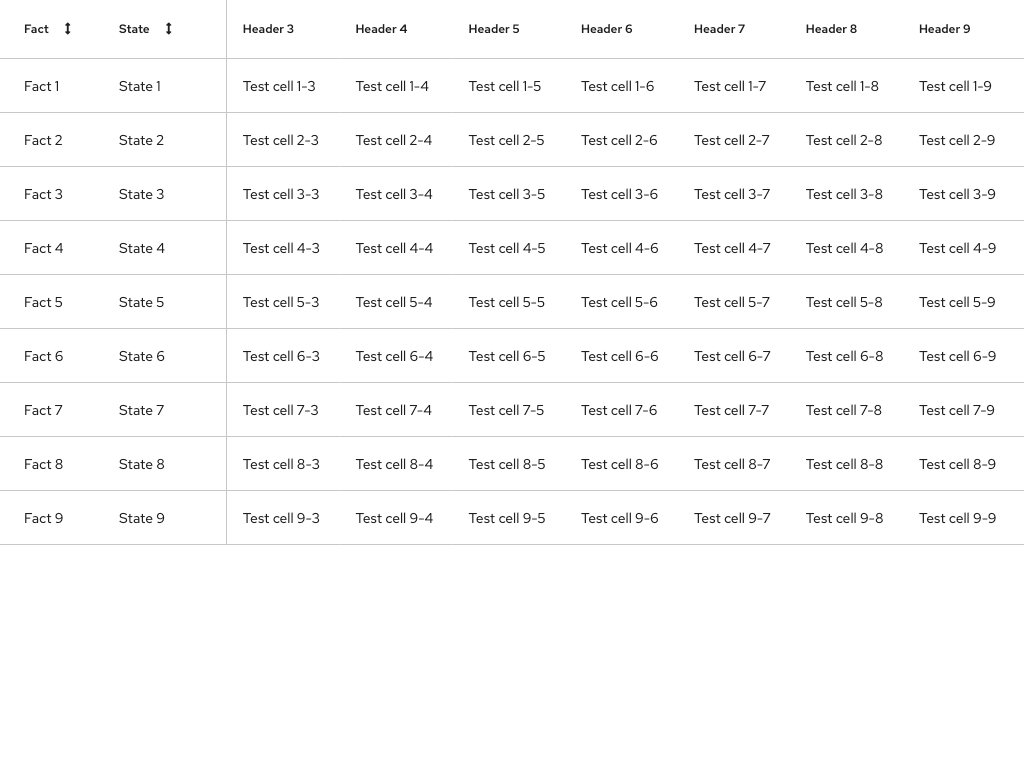 Fact State Header 3 Header 4 Header 5 Header 6 Header 7 Header 8 Header 9
Fact 1 State 1 Test cell 1-3 Test cell 1-4 Test cell 1-5 Test cell 1-6 Test cell 1-7 Test cell 1-8 Test cell 1-9
Fact 2 State 2 Test cell 2-3 Test cell 2-4 Test cell 2-5 Test cell 2-6 Test cell 2-7 Test cell 2-8 Test cell 2-9
Fact 3 State 3 Test cell 3-3 Test cell 3-4 Test cell 3-5 Test cell 3-6 Test cell 3-7 Test cell 3-8 Test cell 3-9
Fact 4 State 4 Test cell 4-3 Test cell 4-4 Test cell 4-5 Test cell 4-6 Test cell 4-7 Test cell 4-8 Test cell 4-9
Fact 5 State 5 Test cell 5-3 Test cell 5-4 Test cell 5-5 Test cell 5-6 Test cell 5-7 Test cell 5-8 Test cell 5-9
Fact 6 State 6 Test cell 6-3 Test cell 6-4 Test cell 6-5 Test cell 6-6 Test cell 6-7 Test cell 6-8 Test cell 6-9
Fact 7 State 7 Test cell 7-3 Test cell 7-4 Test cell 7-5 Test cell 7-6 Test cell 7-7 Test cell 7-8 Test cell 7-9
Fact 8 State 8 Test cell 8-3 Test cell 8-4 Test cell 8-5 Test cell 8-6 Test cell 8-7 Test cell 8-8 Test cell 8-9
Fact 9 State 9 Test cell 9-3 Test cell 9-4 Test cell 9-5 Test cell 9-6 Test cell 9-7 Test cell 9-8 Test cell 9-9